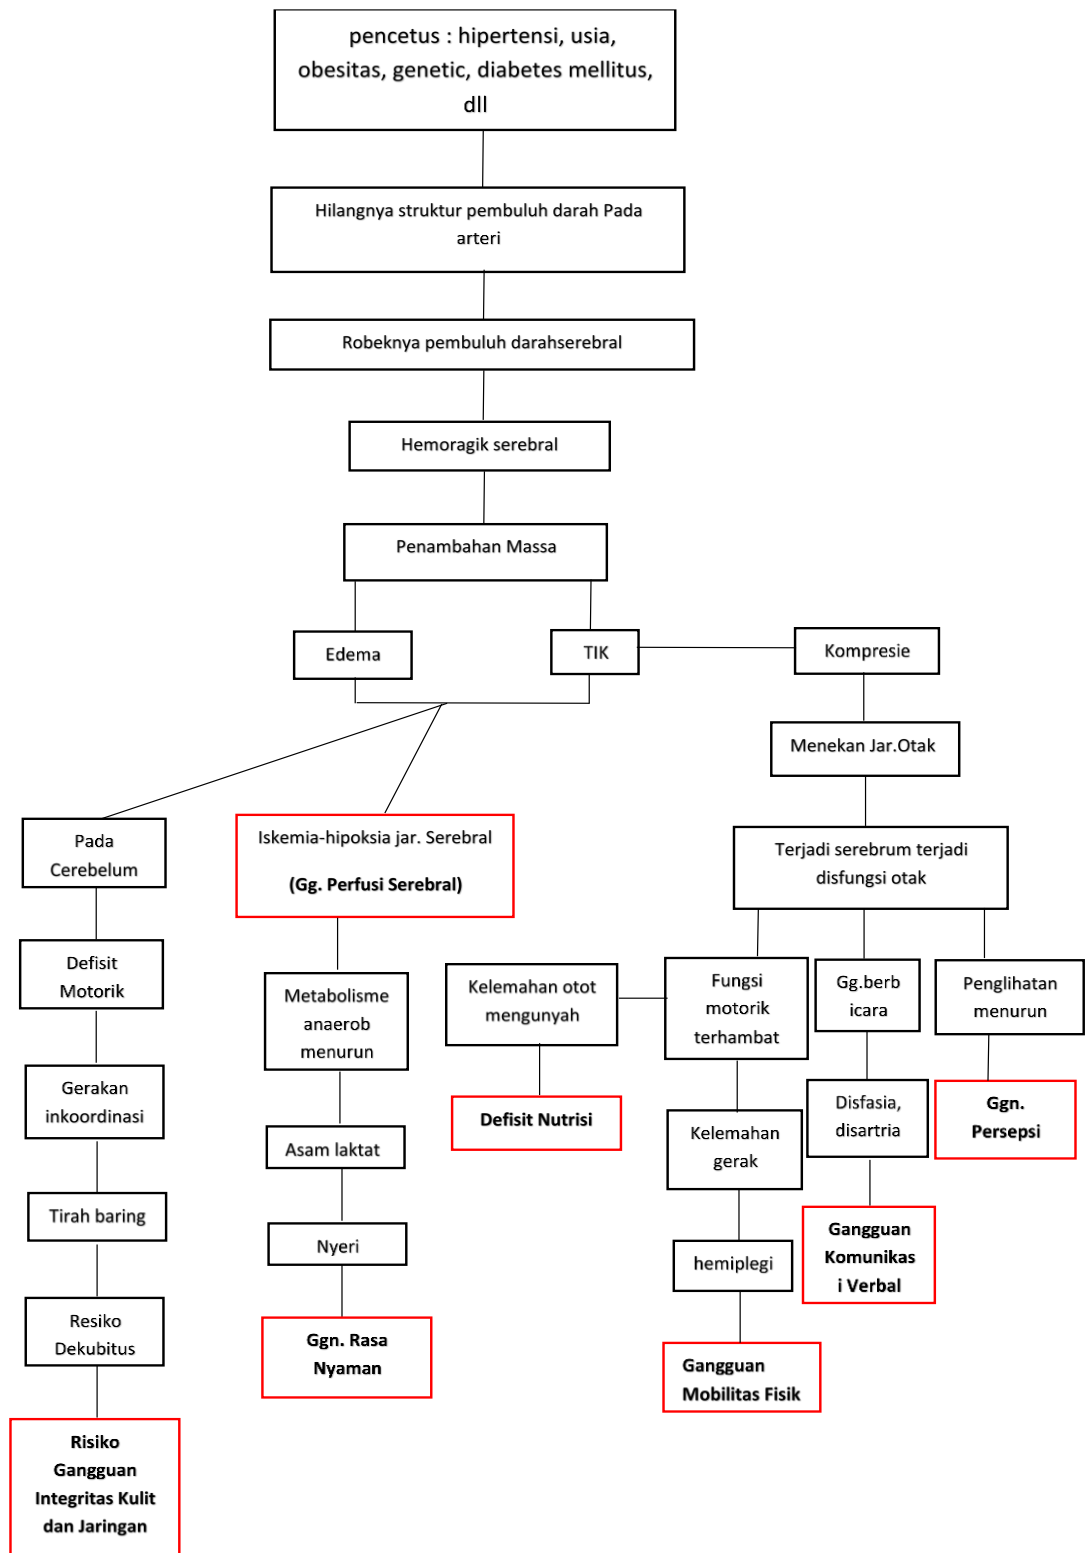 pencetus : hipertensi, usia,
obesitas, genetic, diabetes mellitus,
dll
Hilangnya struktur pembuluh darah Pada
arteri
Robeknya pembuluh darahserebral
Hemoragik serebral
Penambahan Massa
Edema
TIK
Kompresie
Menekan Jar.Otak
Pada
Cerebelum
Iskemia-hipoksia jar. Serebral
(Gg. Perfusi Serebral)
Terjadi serebrum terjadi
disfungsi otak
Defisit
Motorik
Metabolisme
anaerob
menurun
Kelemahan otot
mengunyah
Fungsi
motorik
terhambat
Gg.berb
icara
Penglihatan
menurun
Gerakan
inkoordinasi
Asam laktat
Defisit Nutrisi
Kelemahan
gerak
Disfasia,
disartria
Ggn.
Persepsi
Tirah baring
Nyeri
hemiplegi
Gangguan
Komunikas
i Verbal
Resiko
Dekubitus
Ggn. Rasa
Nyaman
Gangguan
Mobilitas Fisik
Risiko
Gangguan
Integritas Kulit
dan Jaringan